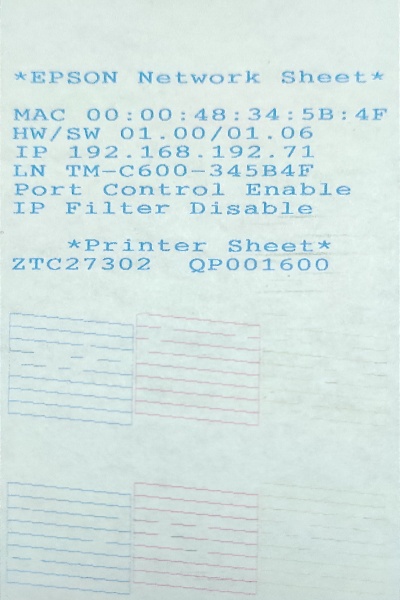 *EPSON Network Sheet*
MAC 00:00:48:34:5B:4F
HW/SW 01.00/01.06
IP 192.168.192.71
LN TM-C600-345B4F
Port Control Enable
IP Filter Disable
*Printer Sheet*
ZTC27302 QP001600